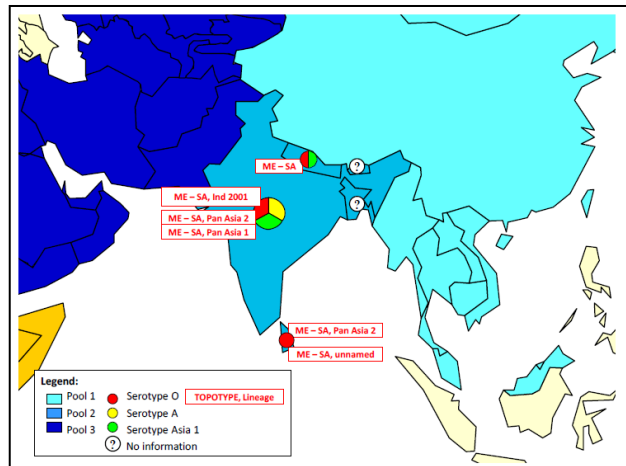 ME – SA
?
ME – SA, Ind 2001
ME – SA, Pan Asia 2
ME – SA, Pan Asia 1
?
ME – SA, Pan Asia 2
ME – SA, unnamed
Legend:
Pool 1
Serotype O
TOPOTYPE, Lineage
Pool 2
Serotype A
Pool 3
Serotype Asia 1
?
No information